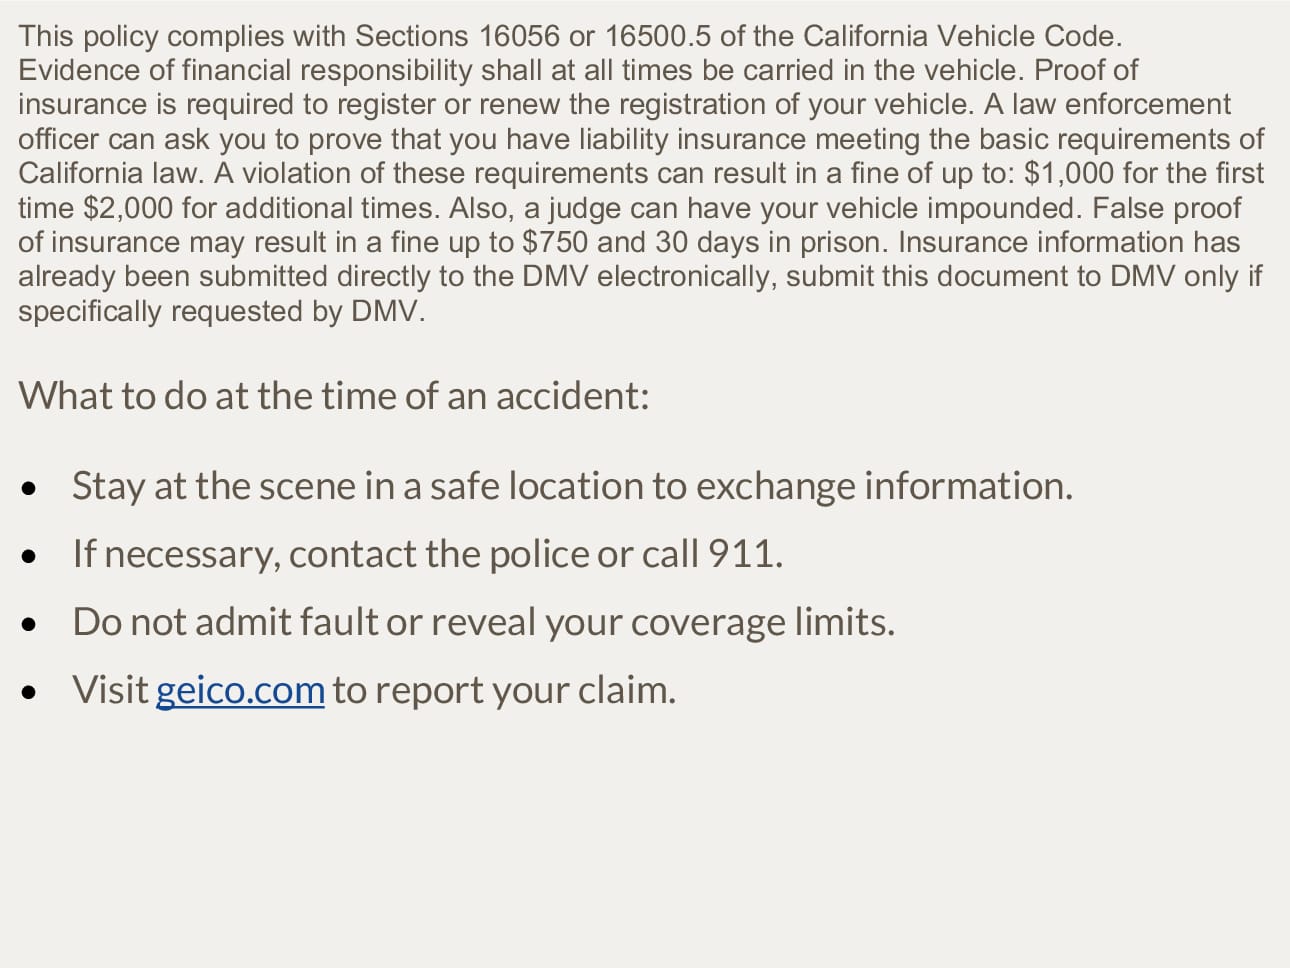 This policy complies with Sections 16056 or 16500.5 of the California Vehicle Code.
Evidence of financial responsibility shall at all times be carried in the vehicle. Proof of
insurance is required to register or renew the registration of your vehicle. A law enforcement
officer can ask you to prove that you have liability insurance meeting the basic requirements of
California law. A violation of these requirements can result in a fine of up to: $1,000 for the first
time $2,000 for additional times. Also, a judge can have your vehicle impounded. False proof
of insurance may result in a fine up to $750 and 30 days in prison. Insurance information has
already been submitted directly to the DMV electronically, submit this document to DMV only if
specifically requested by DMV.
What to do at the time of an accident:
• Stay at the scene in a safe location to exchange information.
• If necessary, contact the police or call 911.
• Do not admit fault or reveal your coverage limits.
• Visit geico.com to report your claim.